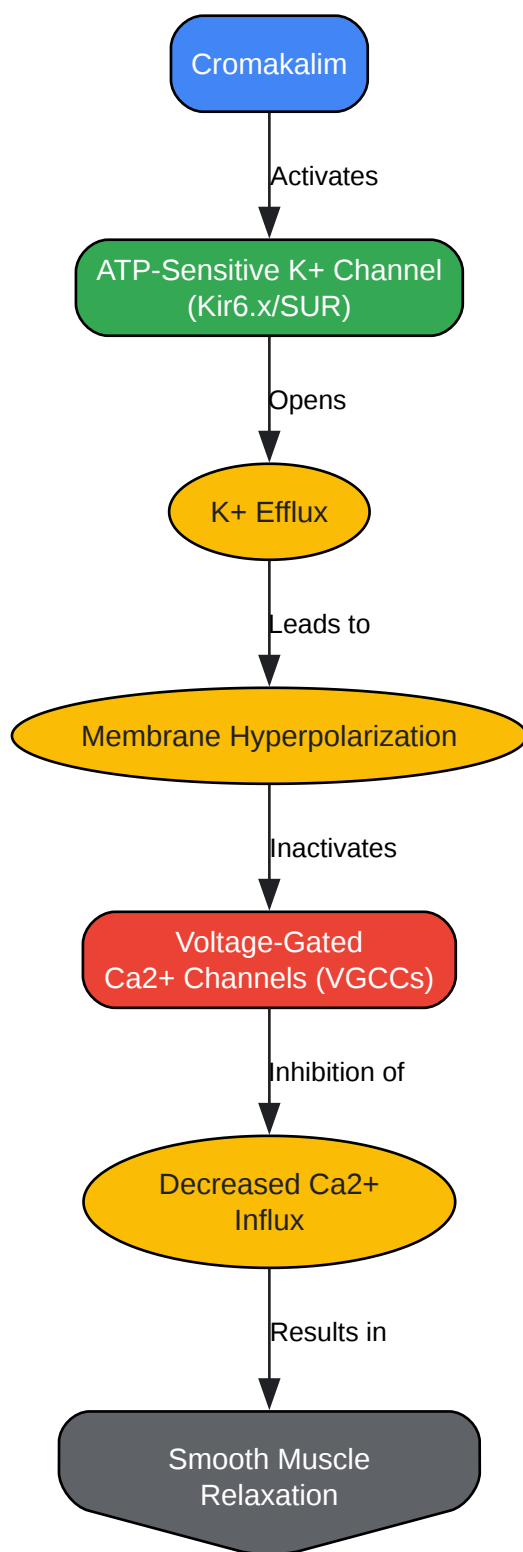 Cromakalim
Activates
ATP-Sensitive K+ Channel
(Kir6.x/SUR)
Opens
K+ Efflux
Leads to
Membrane Hyperpolarization
Inactivates
Voltage-Gated
Ca2+ Channels (VGCCs)
Inhibition of
Decreased Ca2+
Influx
Results in
Smooth Muscle
Relaxation